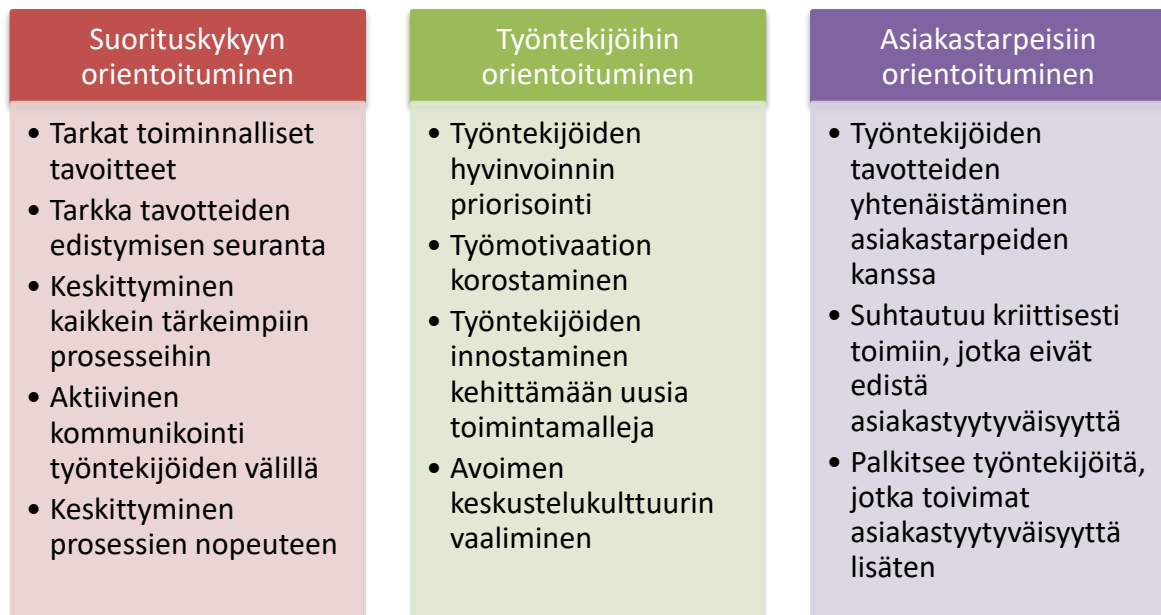 Suorituskykyyn
orientoituminen
• Tarkat toiminnalliset
tavoitteet
• Tarkka tavotteiden
edistymisen seuranta
• Keskittyminen
kaikkein tärkeimpiin
prosesseihin
• Aktiivinen
kommunikointi
työntekijöiden välillä
• Keskittyminen
prosessien nopeuteen
Työntekijöihin
orientoituminen
• Työntekijöiden
hyvinvoinnin
priorisointi
• Työmotivaation
korostaminen
• Työntekijöiden
innostaminen
kehittämään uusia
toimintamalleja
• Avoimen
keskustelukulttuurin
vaaliminen
Asiakastarpeisiin
orientoituminen
• Työntekijöiden
tavotteiden
yhtenäistäminen
asiakastarpeiden
kanssa
• Suhtautuu kriittisesti
toimiin, jotka eivät
edistä
asiakastyytyväisyyttä
• Palkitsee työntekijöitä,
jotka toivimat
asiakastyytyväisyyttä
lisäten